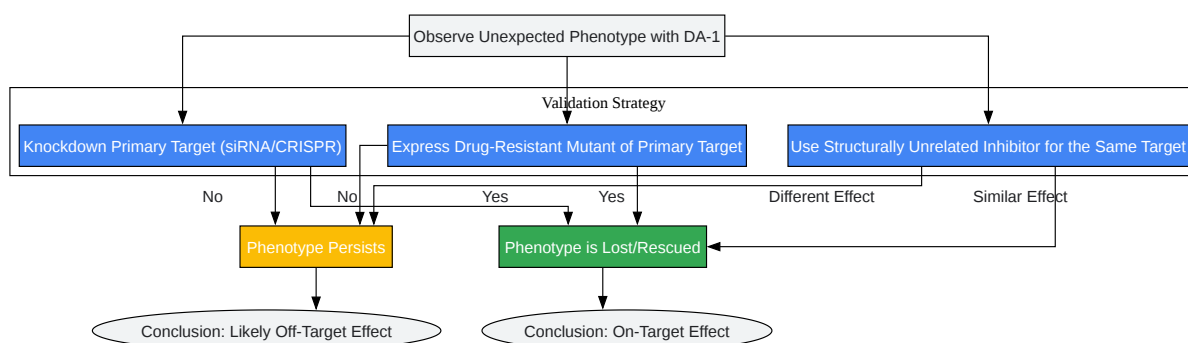 Observe Unexpected Phenotype with DA-1
Validation Strategy
Knockdown Primary Target (siRNA/CRISPR)
Express Drug-Resistant Mutant of Primary Target
Use Structurally Unrelated Inhibitor for the Same Target
No
No
Yes
Yes
Different Effect
Similar Effect
Phenotype Persists
Phenotype is Lost/Rescued
Conclusion: Likely Off-Target Effect
Conclusion: On-Target Effect